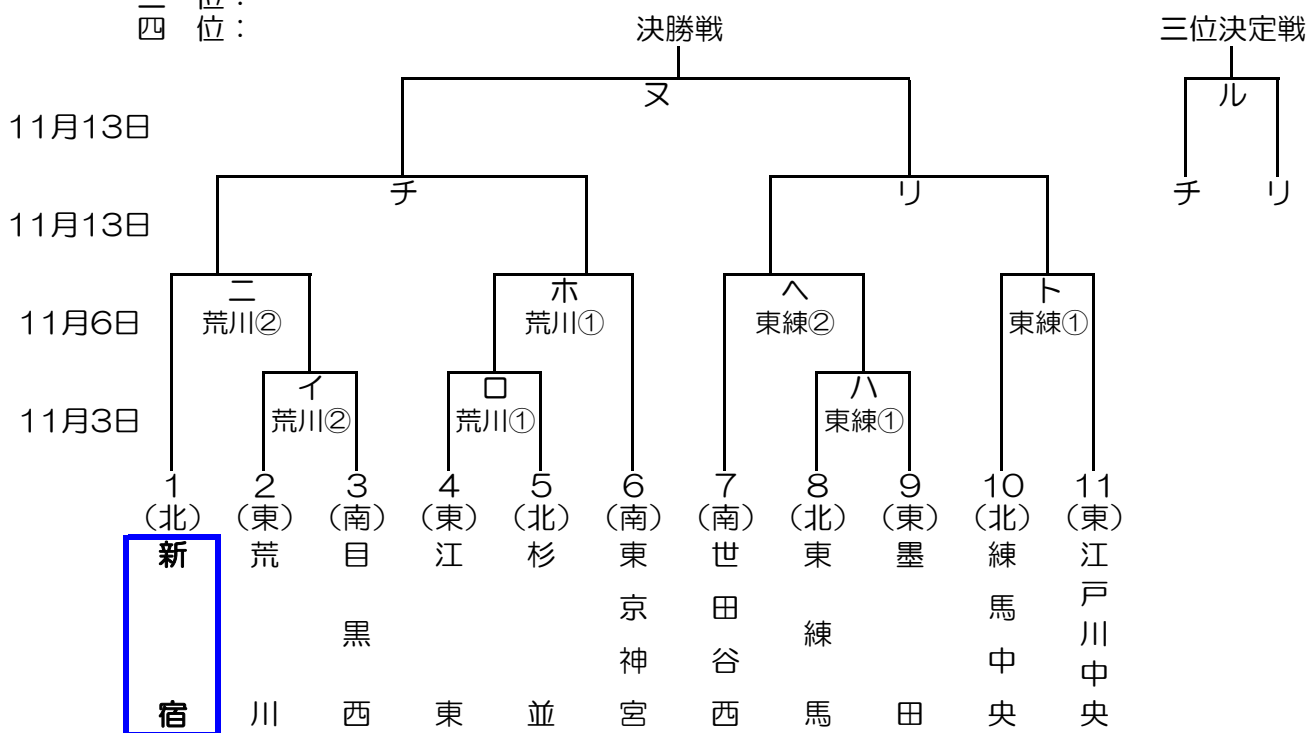 四 位：
決勝戦
三位決定戦
ヌ
ル
11月13日
チ
リ
チ リ
11月13日
ニ
ホ
ヘ
ト
11月6日
荒川②
荒川①
東練②
東練①
イ
ロ
ハ
11月3日
荒川②
荒川①
東練①
1 2 3 4 5 6 7 8 9 10 11
（北） （東） （南） （東） （北） （南） （南） （北） （東） （北） （東）
新宿
荒川
目黒西
江東
杉並
東京神宮
世田谷西
東練馬
墨田
練馬中央
江戸川中央